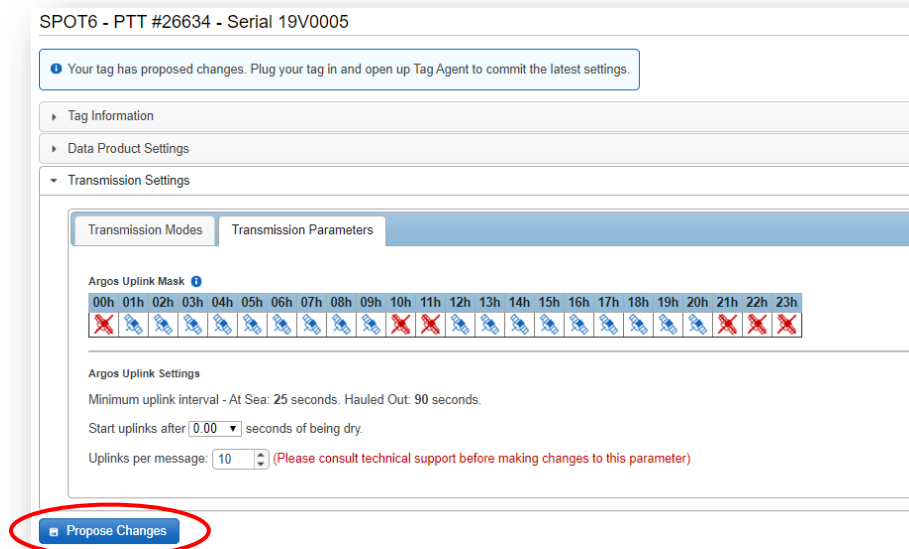 SPOT6 - PTT #26634 - Serial 19V0005
Your tag has proposed changes. Plug your tag in and open up Tag Agent to commit the latest settings.
Tag Information
Data Product Settings
Transmission Settings
Transmission Modes Transmission Parameters
Argos Uplink Mask
00h 01h 02h 03h 04h 05h 06h 07h 08h 09h 10h 11h 12h 13h 14h 15h 16h 17h 18h 19h 20h 21h 22h 23h
Argos Uplink Settings
Minimum uplink interval - At Sea: 25 seconds. Hauled Out: 90 seconds.
Start uplinks after 0.00 seconds of being dry.
Uplinks per message: 10 (Please consult technical support before making changes to this parameter)
Propose Changes